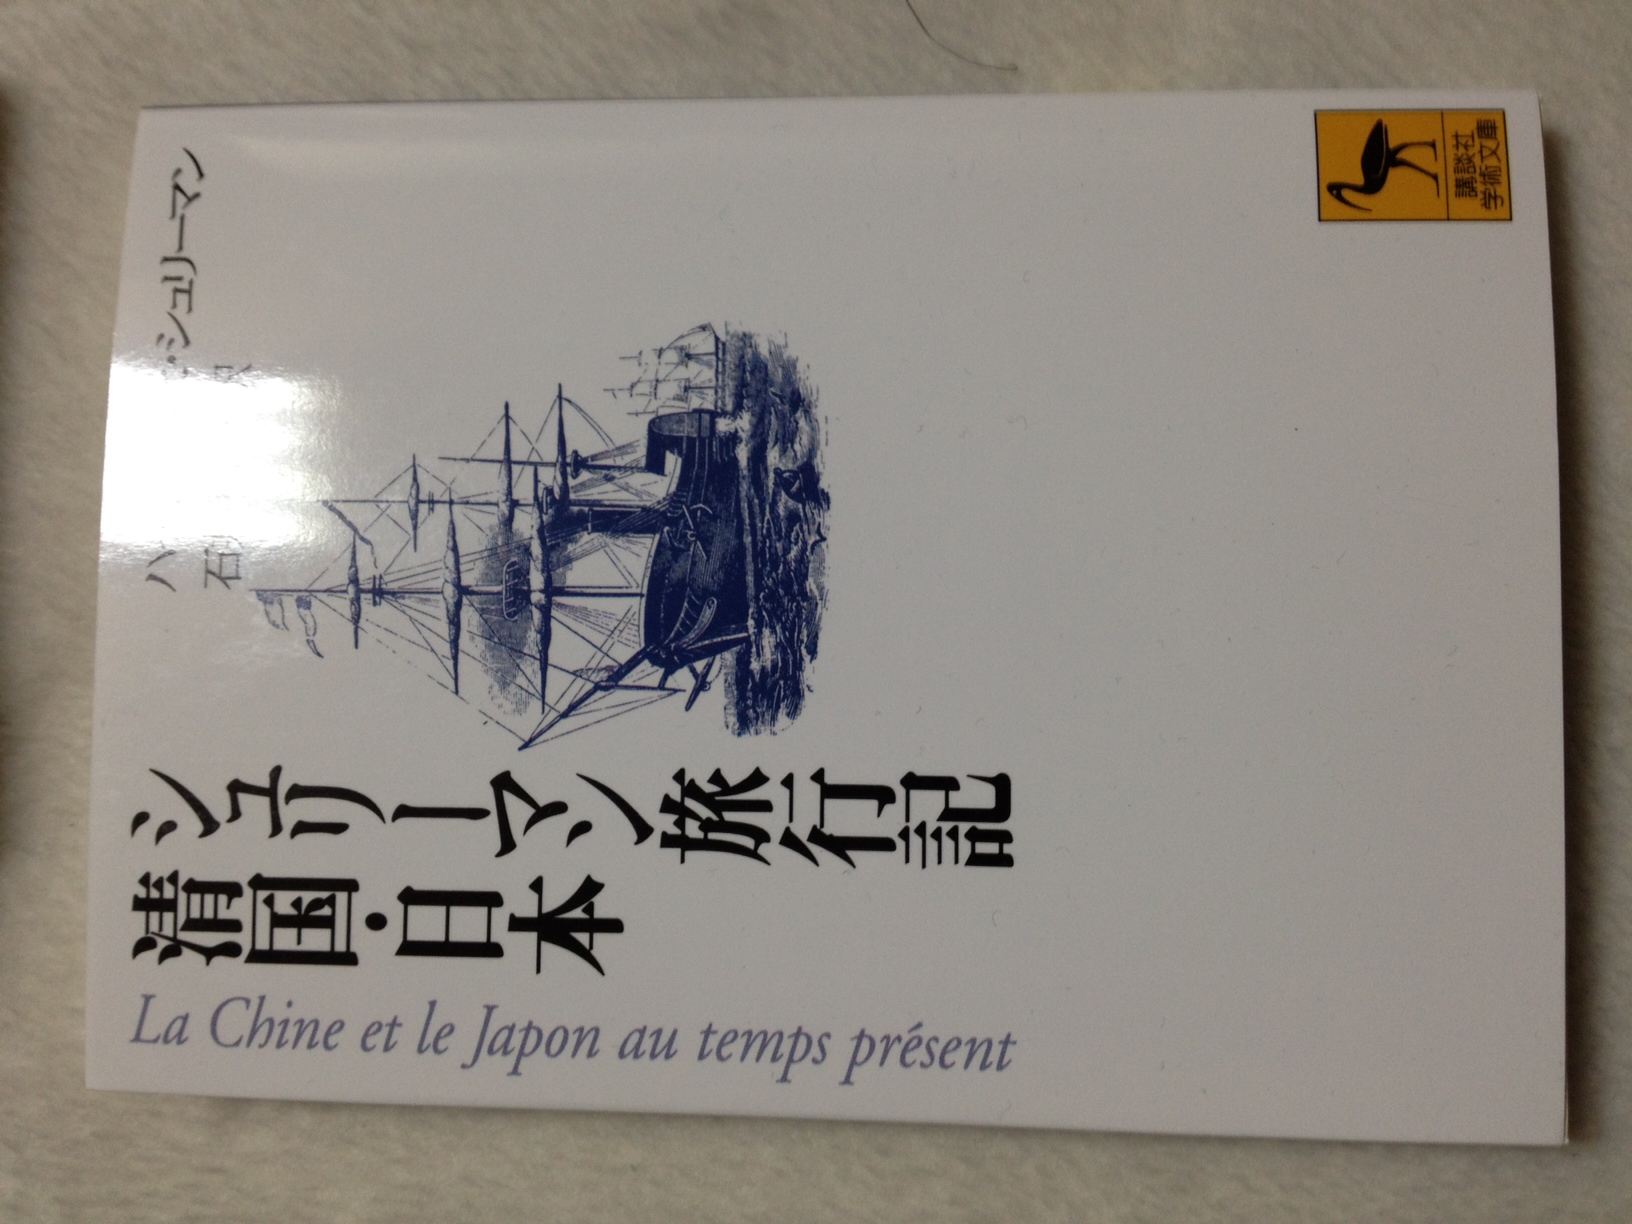 シュリーマン旅行記
清国・日本
La Chine et le Japon au temps présent
ハ
・シュリーマン
石
訳
講談社
学術文庫